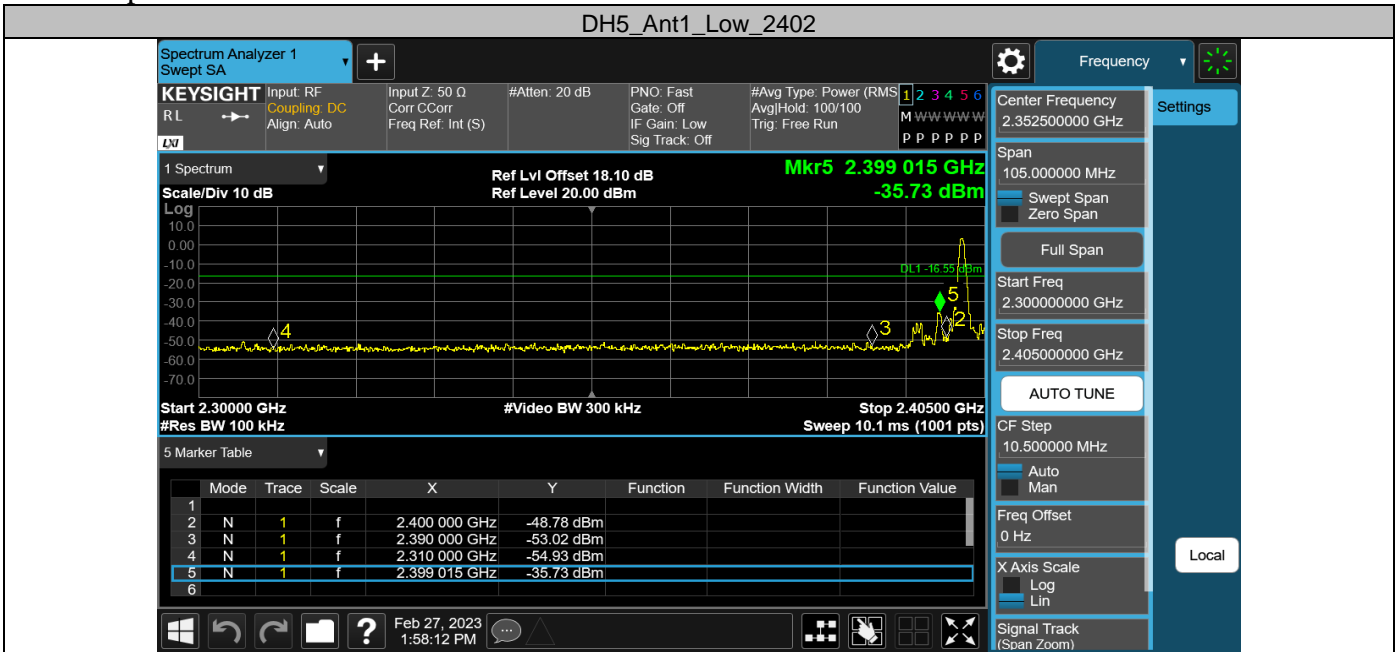 DH5_Ant1_Low_2402
Spectrum Analyzer 1
Swept SA
Frequency
KEYSIGHT
RL
LXI
Input: RF
Coupling: DC
Align: Auto
Input Z: 50 Ω
Corr CCorr
Freq Ref: Int (S)
#Atten: 20 dB
PNO: Fast
Gate: Off
IF Gain: Low
Sig Track: Off
#Avg Type: Power (RMS
Avg|Hold: 100/100
Trig: Free Run
1 2 3 4 5 6
M W W W W W
P P P P P P
1 Spectrum
Scale/Div 10 dB
Ref Lvl Offset 18.10 dB
Ref Level 20.00 dBm
Mkr5 2.399 015 GHz
-35.73 dBm
Log
10.0
0.00
-10.0
-20.0
-30.0
-40.0
-50.0
-60.0
-70.0
DL1 -16.55 dBm
5
2
3
4
Start 2.30000 GHz
#Video BW 300 kHz
Stop 2.40500 GHz
#Res BW 100 kHz
Sweep 10.1 ms (1001 pts)
5 Marker Table
Mode Trace Scale X Y Function Function Width Function Value
1
2 N 1 f 2.400 000 GHz -48.78 dBm
3 N 1 f 2.390 000 GHz -53.02 dBm
4 N 1 f 2.310 000 GHz -54.93 dBm
5 N 1 f 2.399 015 GHz -35.73 dBm
6
Feb 27, 2023
1:58:12 PM
Center Frequency
2.352500000 GHz
Settings
Span
105.000000 MHz
Swept Span
Zero Span
Full Span
Start Freq
2.300000000 GHz
Stop Freq
2.405000000 GHz
AUTO TUNE
CF Step
10.500000 MHz
Auto
Man
Freq Offset
0 Hz
Local
X Axis Scale
Log
Lin
Signal Track
(Span Zoom)